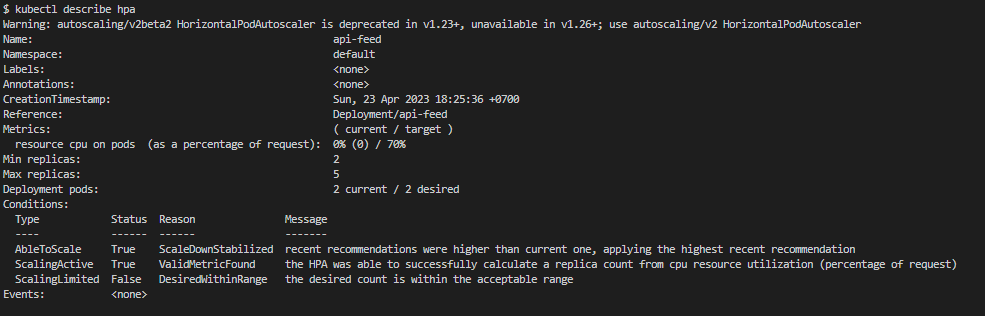 $ kubectl describe hpa
Warning: autoscaling/v2beta2 HorizontalPodAutoscaler is deprecated in v1.23+, unavailable in v1.26+; use autoscaling/v2 HorizontalPodAutoscaler
Name:                                                  api-feed
Namespace:                                             default
Labels:                                                <none>
Annotations:                                           <none>
CreationTimestamp:                                     Sun, 23 Apr 2023 18:25:36 +0700
Reference:                                             Deployment/api-feed
Metrics:                                               ( current / target )
  resource cpu on pods  (as a percentage of request):  0% (0) / 70%
Min replicas:                                          2
Max replicas:                                          5
Deployment pods:                                       2 current / 2 desired
Conditions:
  Type            Status  Reason               Message
  ----            ------  ------               -------
  AbleToScale     True    ScaleDownStabilized  recent recommendations were higher than current one, applying the highest recent recommendation
  ScalingActive   True    ValidMetricFound     the HPA was able to successfully calculate a replica count from cpu resource utilization (percentage of request)
  ScalingLimited  False   DesiredWithinRange   the desired count is within the acceptable range
Events:           <none>